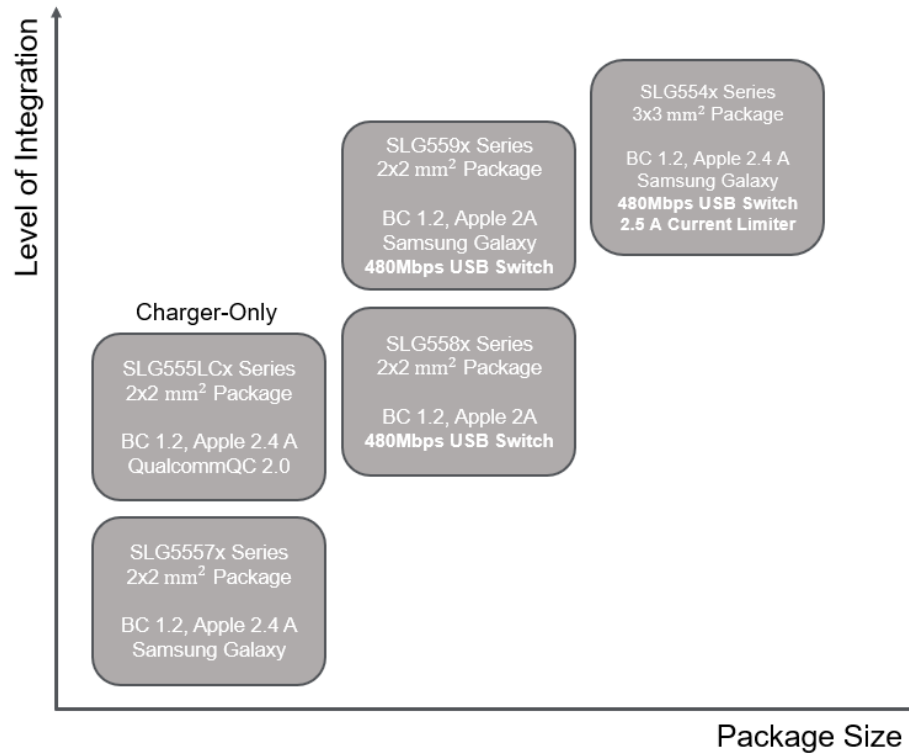 Level of Integration
SLG554x Series
3x3 mm² Package
BC 1.2, Apple 2.4 A
Samsung Galaxy
480Mbps USB Switch
2.5 A Current Limiter
SLG559x Series
2x2 mm² Package
BC 1.2, Apple 2A
Samsung Galaxy
480Mbps USB Switch
Charger-Only
SLG555LCx Series
2x2 mm² Package
BC 1.2, Apple 2.4 A
QualcommQC 2.0
SLG558x Series
2x2 mm² Package
BC 1.2, Apple 2A
480Mbps USB Switch
SLG5557x Series
2x2 mm² Package
BC 1.2, Apple 2.4 A
Samsung Galaxy
Package Size